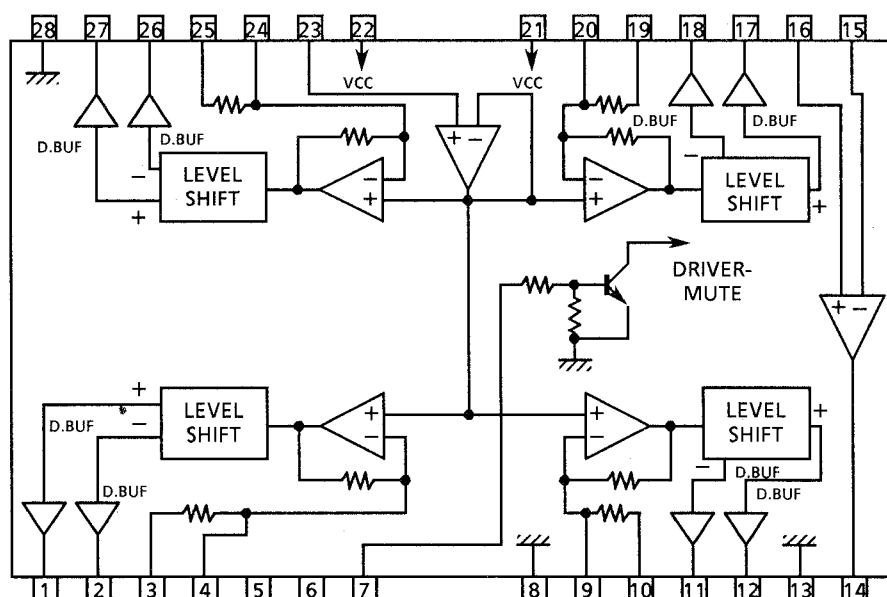 28 27 26 25 24 23 22 21 20 19 18 17 16 15
VCC VCC
D.BUF D.BUF D.BUF D.BUF
+ − − +
− LEVEL SHIFT +
− +
− +
− LEVEL SHIFT +
DRIVER-
MUTE
+ −
+ LEVEL SHIFT −
+ −
+ −
LEVEL SHIFT + −
D.BUF D.BUF D.BUF D.BUF
1 2 3 4 5 6 7 8 9 10 11 12 13 14